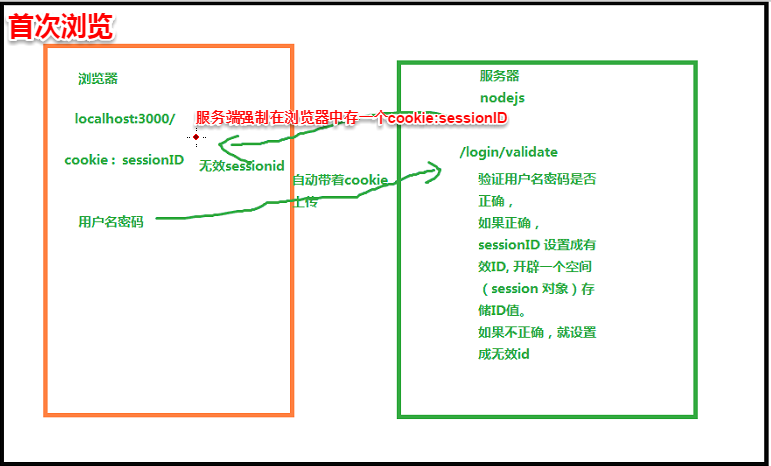 首次浏览
浏览器
localhost:3000/
服务端强制在浏览器中存一个cookie:sessionID
cookie：sessionID
无效sessionid
自动带着cookie
上传
用户名密码
服务器
nodejs
/login/validate
验证用户名密码是否
正确，
如果正确，
sessionID 设置成有
效ID, 开辟一个空间
（session 对象）存
储ID值。
如果不正确，就设置
成无效id